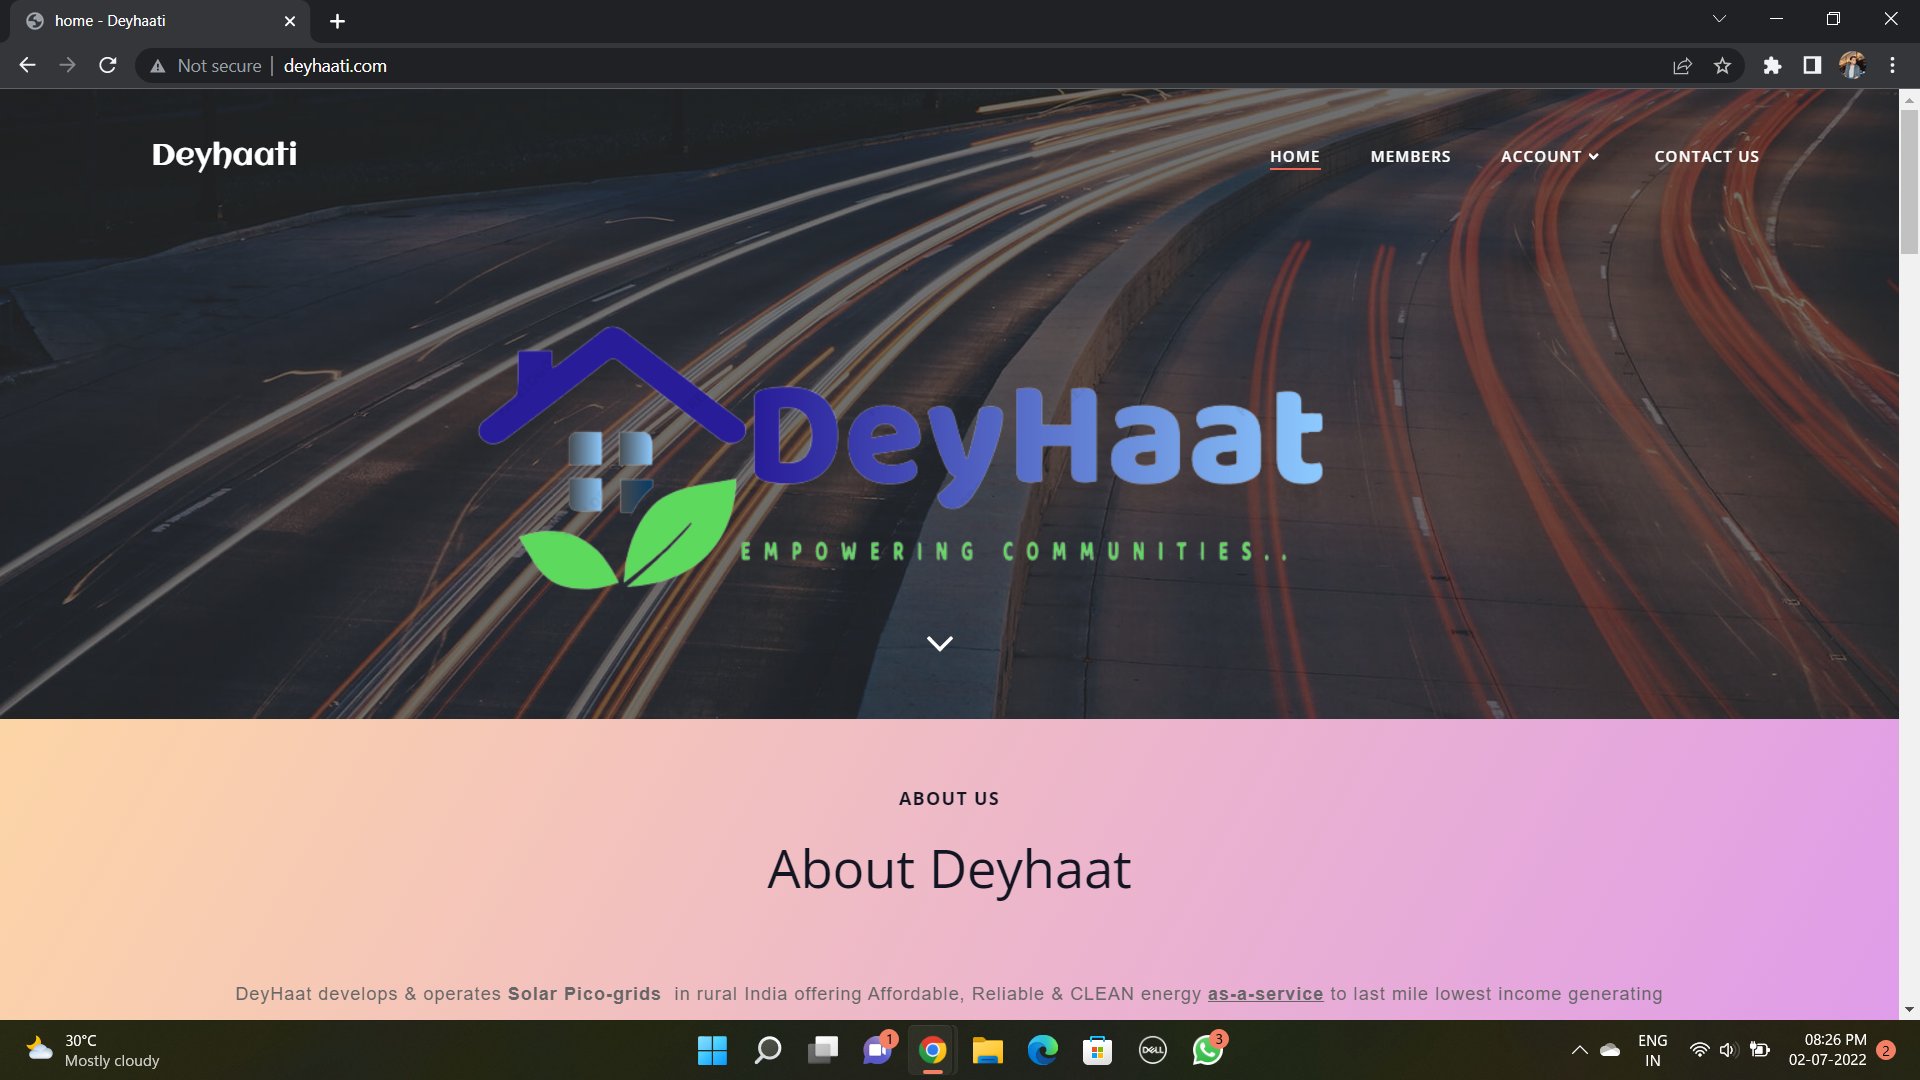 home - Deyhaati
Not secure
deyhaati.com
Deyhaati
HOME
MEMBERS
ACCOUNT
CONTACT US
DeyHaat
EMPOWERING COMMUNITIES..
ABOUT US
About Deyhaat
DeyHaat develops & operates Solar Pico-grids in rural India offering Affordable, Reliable & CLEAN energy as-a-service to last mile lowest income generating
30°C
Mostly cloudy
1
DELL
3
ENG
IN
08:26 PM
02-07-2022
2